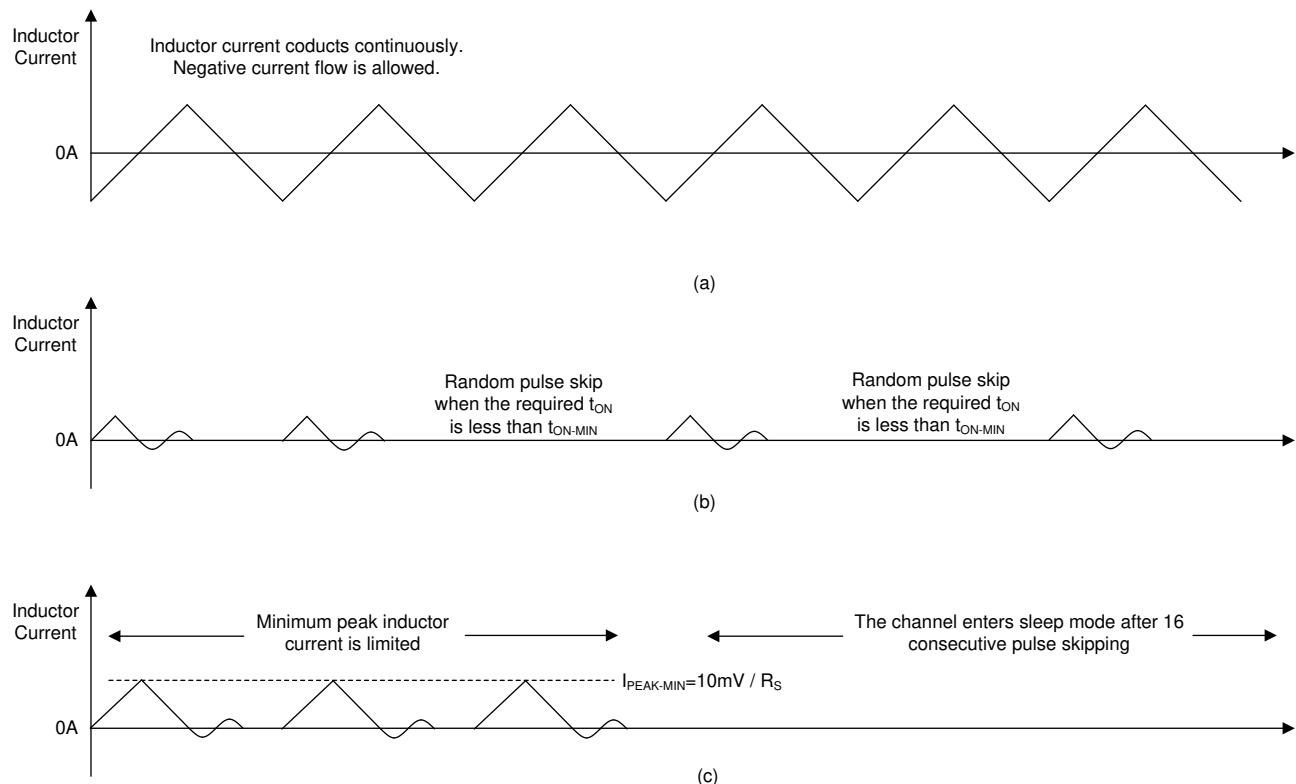 Inductor
Current
Inductor current coducts continuously.
Negative current flow is allowed.
0A
(a)
Inductor
Current
Random pulse skip
when the required tON
is less than tON-MIN
Random pulse skip
when the required tON
is less than tON-MIN
0A
(b)
Inductor
Current
Minimum peak inductor
current is limited
The channel enters sleep mode after 16
consecutive pulse skipping
IPEAK-MIN=10mV / RS
0A
(c)